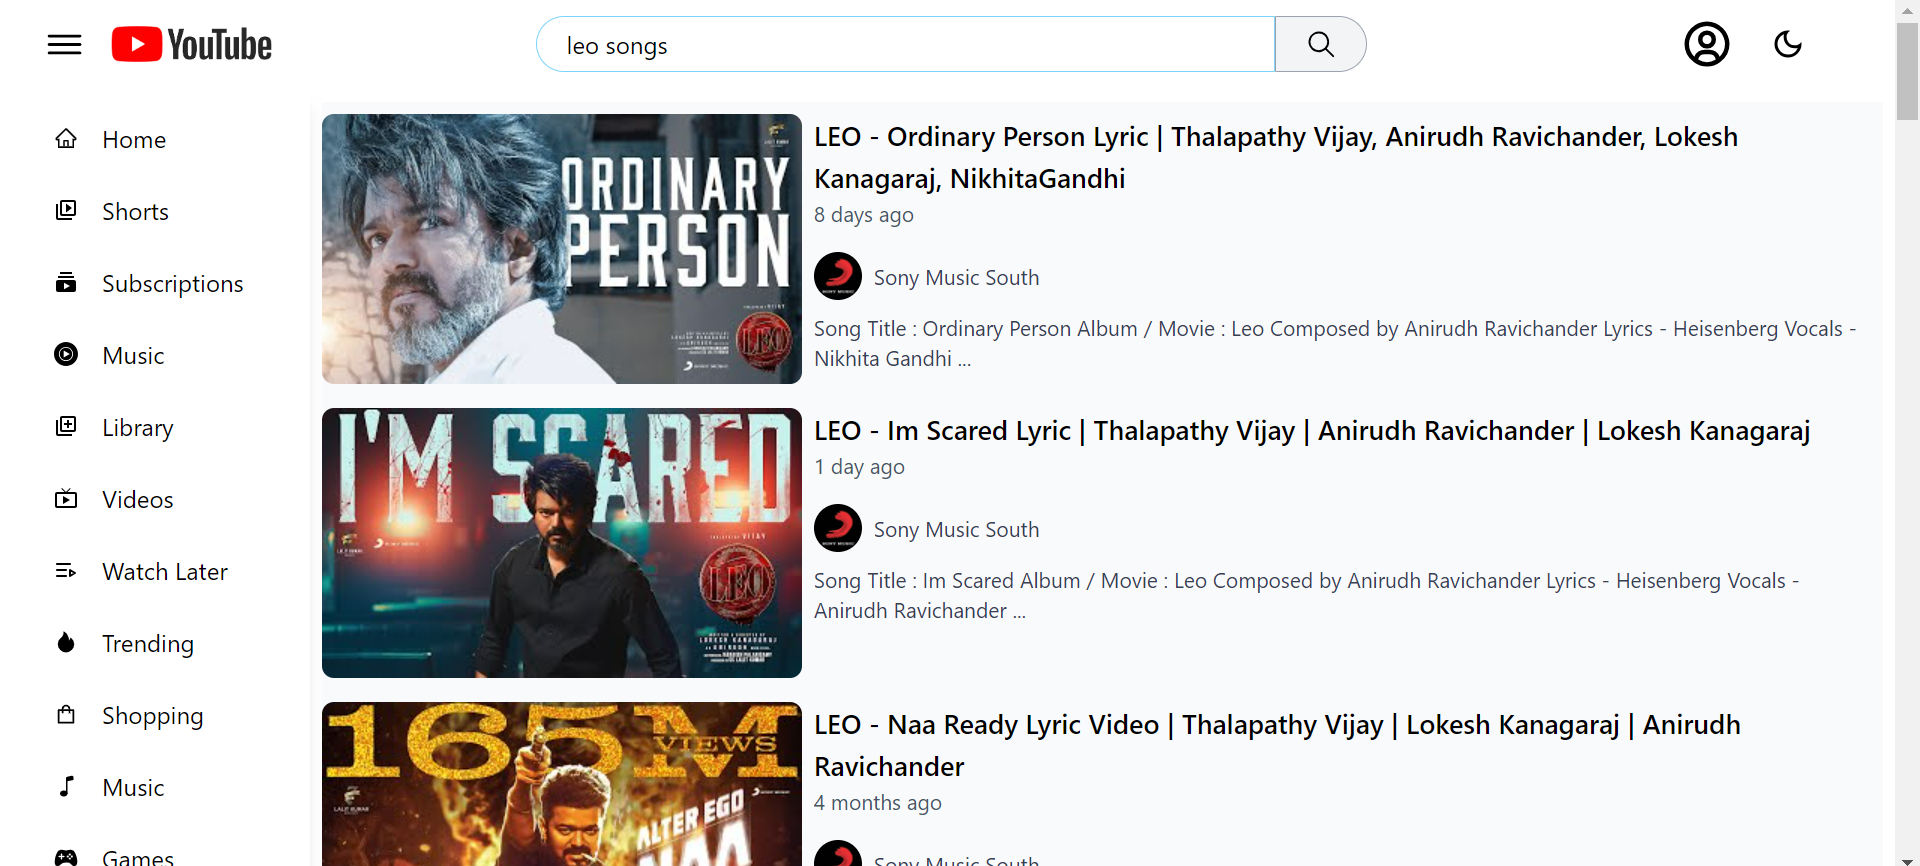 YouTube
leo songs
Home
Shorts
Subscriptions
Music
Library
Videos
Watch Later
Trending
Shopping
Music
Games
ORDINARY
PERSON
LEO
LEO - Ordinary Person Lyric | Thalapathy Vijay, Anirudh Ravichander, Lokesh
Kanagaraj, NikhitaGandhi
8 days ago
Sony Music South
Song Title : Ordinary Person Album / Movie : Leo Composed by Anirudh Ravichander Lyrics - Heisenberg Vocals -
Nikhita Gandhi ...
I'M SCARED
VIJAY
LEO
LEO - Im Scared Lyric | Thalapathy Vijay | Anirudh Ravichander | Lokesh Kanagaraj
1 day ago
Sony Music South
Song Title : Im Scared Album / Movie : Leo Composed by Anirudh Ravichander Lyrics - Heisenberg Vocals -
Anirudh Ravichander ...
165M
VIEWS
ALTER EGO
NAA
LEO - Naa Ready Lyric Video | Thalapathy Vijay | Lokesh Kanagaraj | Anirudh
Ravichander
4 months ago
Sony Music South